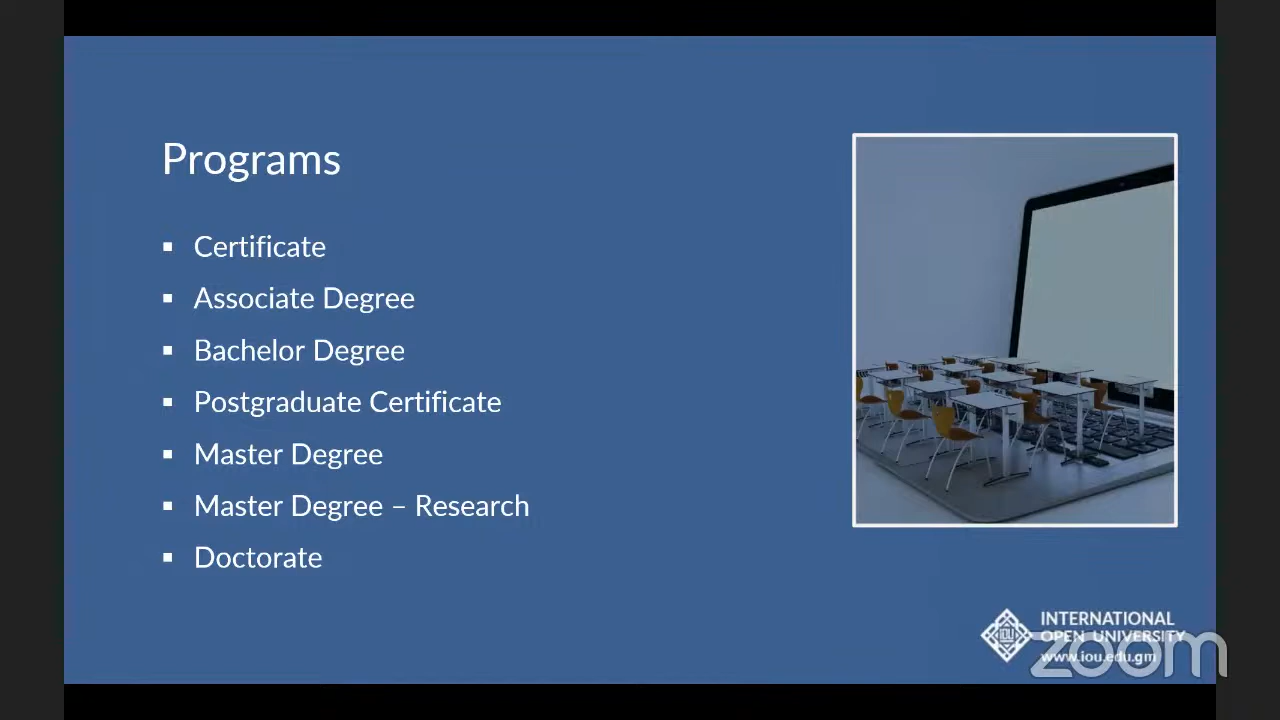 Programs
▪ Certificate
▪ Associate Degree
▪ Bachelor Degree
▪ Postgraduate Certificate
▪ Master Degree
▪ Master Degree – Research
▪ Doctorate
IOU
INTERNATIONAL
OPEN UNIVERSITY
www.iou.edu.gm
zoom